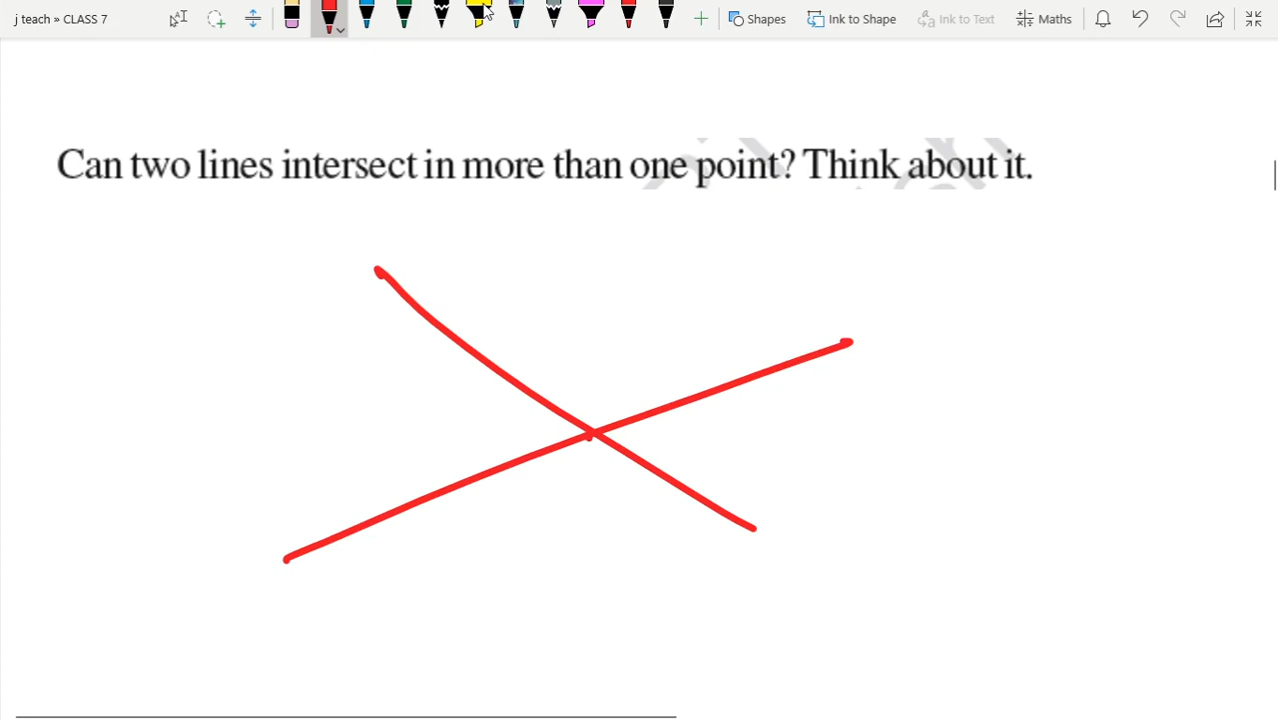 j teach » CLASS 7
Shapes
Ink to Shape
Ink to Text
Maths
Can two lines intersect in more than one point? Think about it.